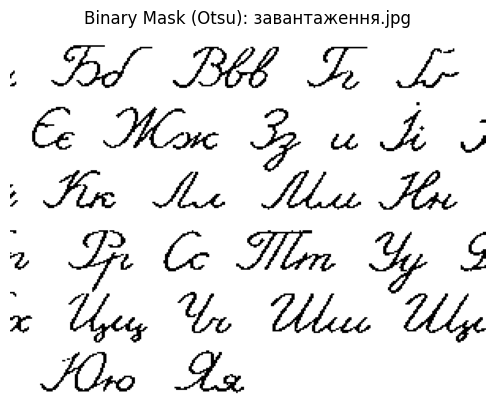 Binary Mask (Otsu): завантаження.jpg
Бб Ввв Гг Ґґ
Єє Жж Зз и Іі
Кк Лл Мм Нн
Рр Сс Тт Уу
х Цц Чч Шш Щщ
Юю Яя